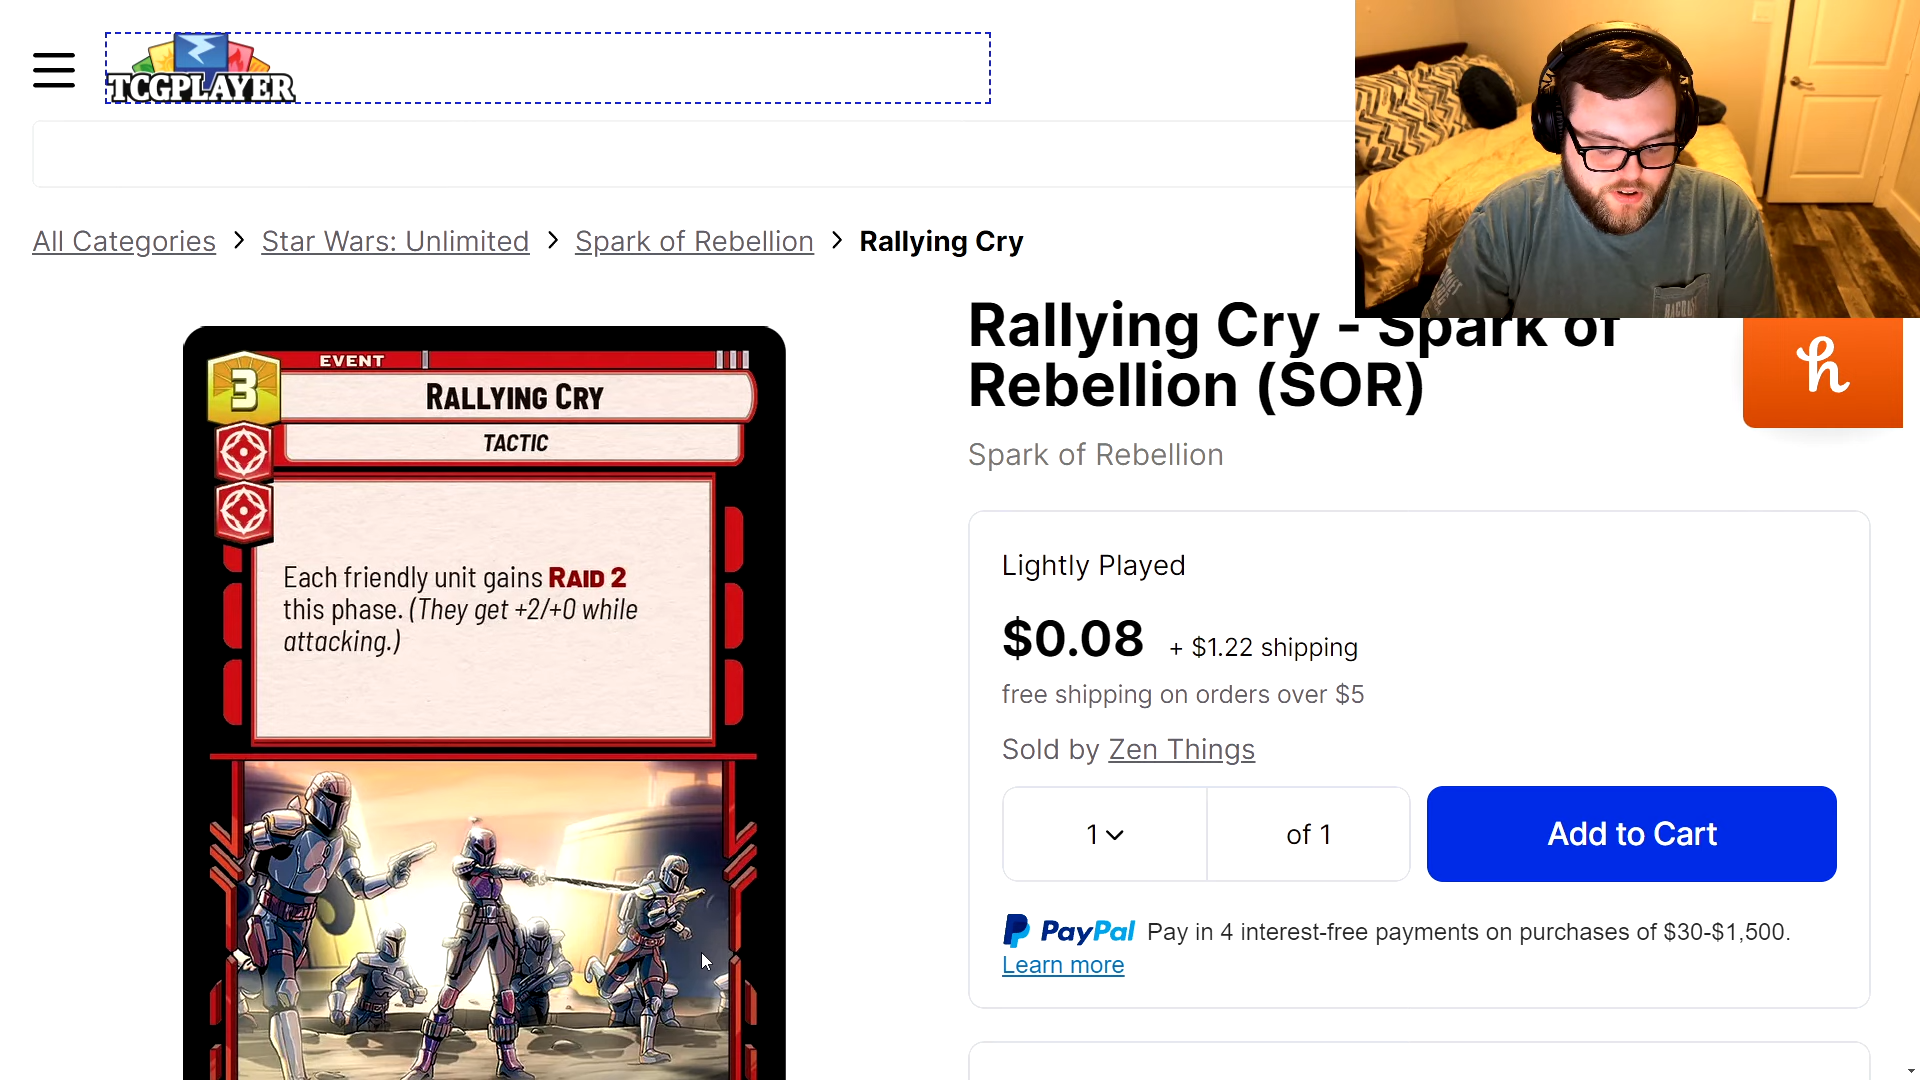 TCGPLAYER
All Categories > Star Wars: Unlimited > Spark of Rebellion > Rallying Cry
EVENT
3
RALLYING CRY
TACTIC
Each friendly unit gains RAID 2
this phase. (They get +2/+0 while
attacking.)
Rallying Cry - Spark of
Rebellion (SOR)
h
Spark of Rebellion
Lightly Played
$0.08 + $1.22 shipping
free shipping on orders over $5
Sold by Zen Things
1 of 1
Add to Cart
PayPal Pay in 4 interest-free payments on purchases of $30-$1,500.
Learn more